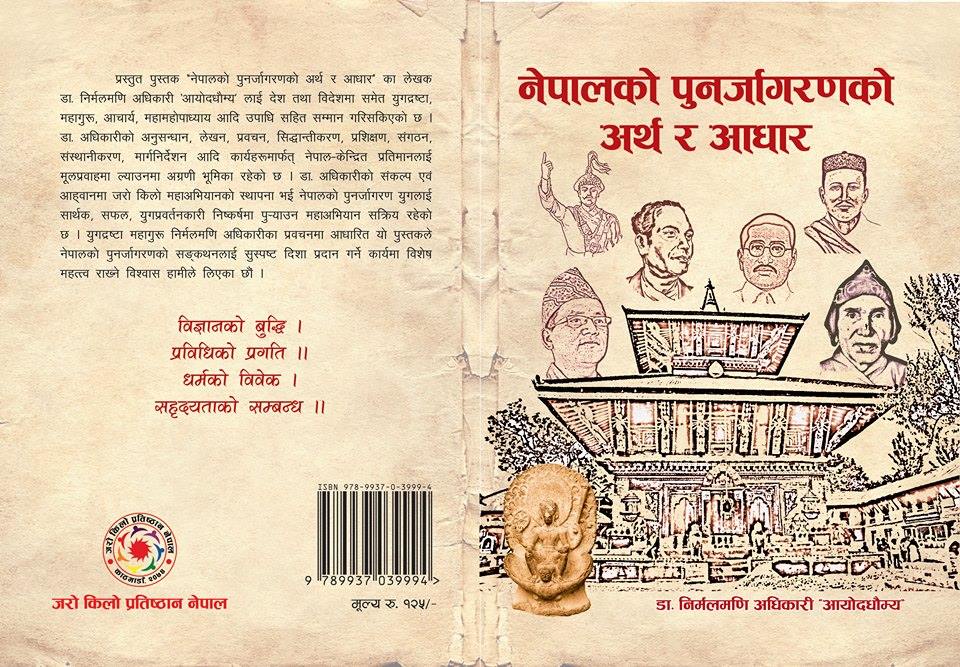 प्रस्तुत पुस्तक "नेपालको पुनर्जागरणको अर्थ र आधार" का लेखक
डा. निर्मलमणि अधिकारी 'आयोदधौम्य' लाई देश तथा विदेशमा समेत युगद्रष्टा,
महागुरू, आचार्य, महामहोपाध्याय आदि उपाधि सहित सम्मान गरिसकिएको छ ।
डा. अधिकारीको अनुसन्धान, लेखन, प्रवचन, सिद्धान्तीकरण, प्रशिक्षण, संगठन,
संस्थानीकरण, मार्गनिर्देशन आदि कार्यहरूमार्फत् नेपाल-केन्द्रित प्रतिमानलाई
मूलप्रवाहमा ल्याउनमा अग्रणी भूमिका रहेको छ । डा. अधिकारीको संकल्प एवं
आह्वानमा जरो किलो महाअभियानको स्थापना भई नेपालको पुनर्जागरण युगलाई
सार्थक, सफल, युगप्रवर्तनकारी निष्कर्षमा पुऱ्याउन महाअभियान सक्रिय रहेको
छ । युगद्रष्टा महागुरू निर्मलमणि अधिकारीका प्रवचनमा आधारित यो पुस्तकले
नेपालको पुनर्जागरणको सङ्कथनलाई सुस्पष्ट दिशा प्रदान गर्ने कार्यमा विशेष
महत्त्व राख्ने विश्वास हामीले लिएका छौ ।
विज्ञानको बुद्धि ।
प्रविधिको प्रगति ।।
धर्मको विवेक ।
सहृदयताको सम्बन्ध ।।
ISBN 978-9937-0-3999-4
9 789937 039994 >
मूल्य रु. १२५/-
जरो किलो प्रतिष्ठान नेपाल
काठमाडौं २०७४
जरो किलो प्रतिष्ठान नेपाल
नेपालको पुनर्जागरणको
अर्थ र आधार
डा. निर्मलमणि अधिकारी "आयोदधौम्य"